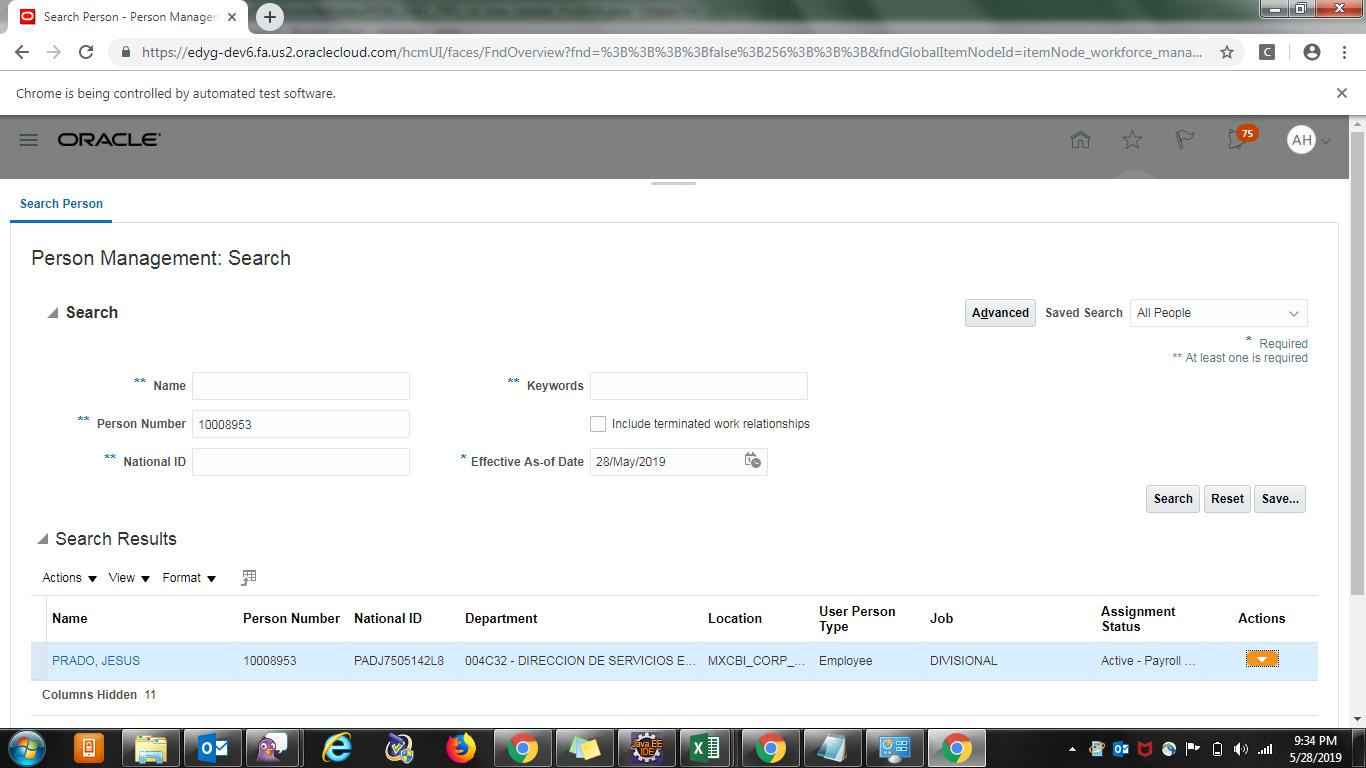 Search Person - Person Managem
https://edyg-dev6.fa.us2.oraclecloud.com/hcmUI/faces/FndOverview?fnd=%3B%3B%3B%3Bfalse%3B256%3B%3B%3B&fndGlobalItemNodeId=itemNode_workforce_mana...
Chrome is being controlled by automated test software.
ORACLE
75
AH
Search Person
Person Management: Search
Search
Advanced Saved Search All People
* Required
** At least one is required
** Name
** Keywords
** Person Number 10008953
Include terminated work relationships
** National ID
* Effective As-of Date 28/May/2019
Search Reset Save...
Search Results
Actions View Format
Name Person Number National ID Department Location User Person Type Job Assignment Status Actions
PRADO, JESUS 10008953 PADJ7505142L8 004C32 - DIRECCION DE SERVICIOS E... MXCBI_CORP_... Employee DIVISIONAL Active - Payroll ...
Columns Hidden 11
Java EE
IDE
9:34 PM
5/28/2019